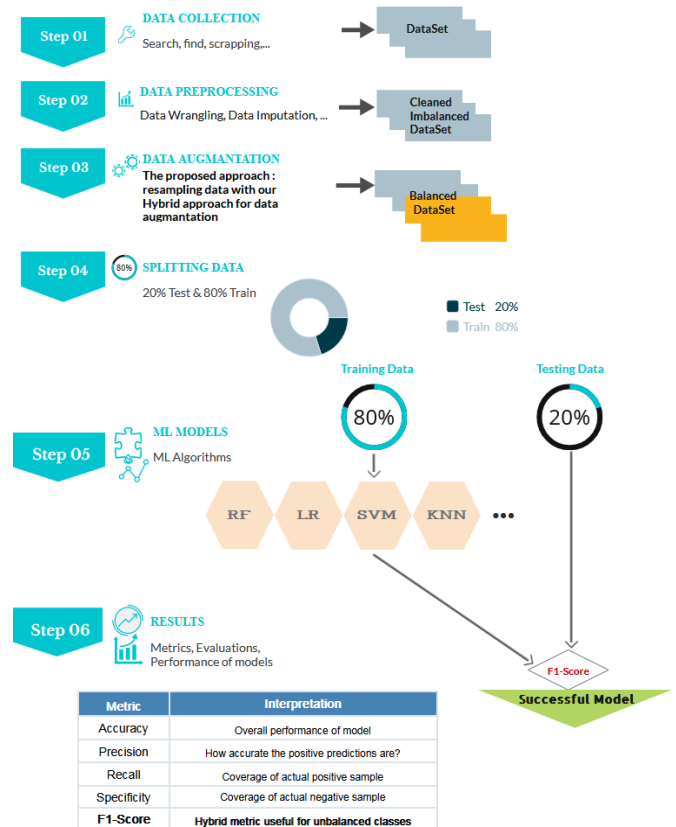 Step 01
DATA COLLECTION
Search, find, scrapping,...
DataSet
Step 02
DATA PREPROCESSING
Data Wrangling, Data Imputation, ...
Cleaned
Imbalanced
DataSet
Step 03
DATA AUGMANTATION
The proposed approach :
resampling data with our
Hybrid approach for data
augmantation
Balanced
DataSet
Step 04
80%
SPLITTING DATA
20% Test & 80% Train
Test 20%
Train 80%
Training Data
Testing Data
80%
20%
Step 05
ML MODELS
ML Algorithms
RF
LR
SVM
KNN
...
Step 06
RESULTS
Metrics, Evaluations,
Performance of models
F1-Score
Successful Model
Metric Interpretation
Accuracy Overall performance of model
Precision How accurate the positive predictions are?
Recall Coverage of actual positive sample
Specificity Coverage of actual negative sample
F1-Score Hybrid metric useful for unbalanced classes